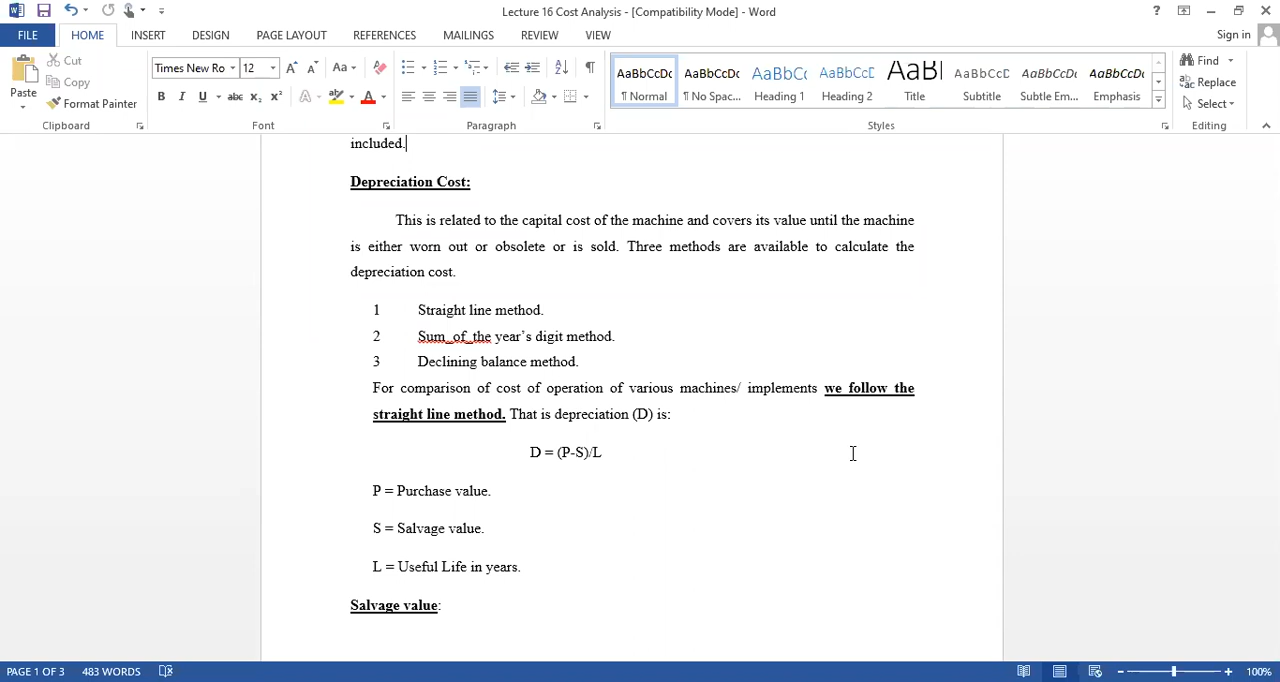 Lecture 16 Cost Analysis - [Compatibility Mode] - Word
?
FILE HOME INSERT DESIGN PAGE LAYOUT REFERENCES MAILINGS REVIEW VIEW Sign in
Paste
Cut
Copy
Format Painter
Clipboard
Times New Ro 12
Aa
B I U abc x₂ x² A A
Font
Paragraph
AaBbCcDc AaBbCcDc AaBbCc AaBbCcD AaBl AaBbCcD AaBbCcDc AaBbCcDc
¶ Normal ¶ No Spac... Heading 1 Heading 2 Title Subtitle Subtle Em... Emphasis
Styles
Find
Replace
Select
Editing
included.
Depreciation Cost:
This is related to the capital cost of the machine and covers its value until the machine
is either worn out or obsolete or is sold. Three methods are available to calculate the
depreciation cost.
1 Straight line method.
2 Sum_of_the year’s digit method.
3 Declining balance method.
For comparison of cost of operation of various machines/ implements we follow the
straight line method. That is depreciation (D) is:
D = (P-S)/L
P = Purchase value.
S = Salvage value.
L = Useful Life in years.
Salvage value:
PAGE 1 OF 3 483 WORDS 100%